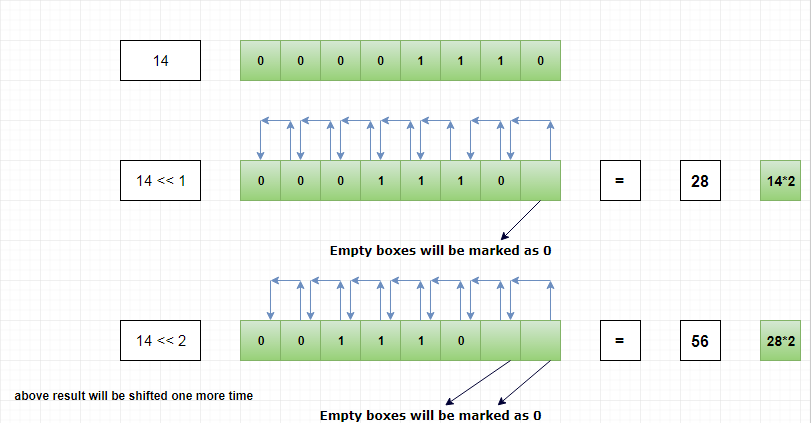 14 0 0 0 0 1 1 1 0
14 << 1 0 0 0 1 1 1 0 = 28 14*2
Empty boxes will be marked as 0
14 << 2 0 0 1 1 1 0 = 56 28*2
above result will be shifted one more time
Empty boxes will be marked as 0